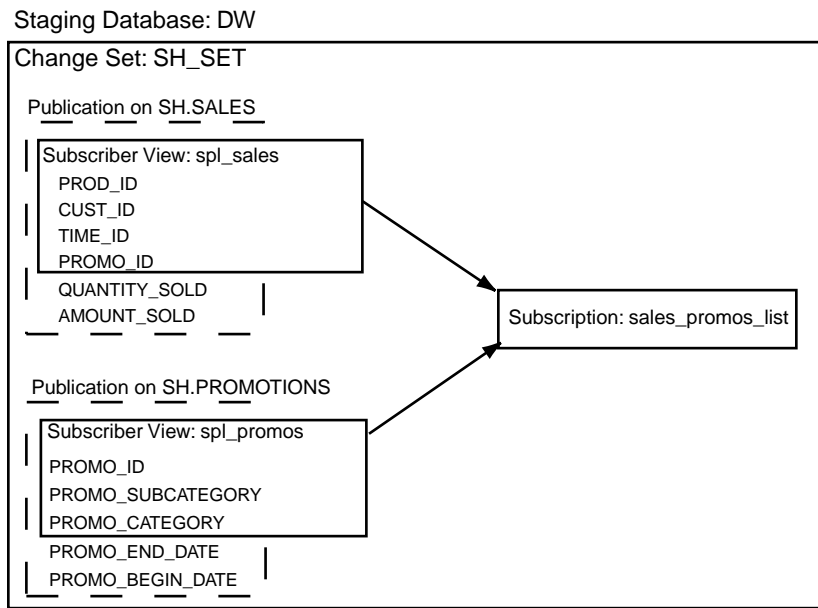 Staging Database: DW
Change Set: SH_SET
Publication on SH.SALES
Subscriber View: spl_sales
PROD_ID
CUST_ID
TIME_ID
PROMO_ID
QUANTITY_SOLD
AMOUNT_SOLD
Subscription: sales_promos_list
Publication on SH.PROMOTIONS
Subscriber View: spl_promos
PROMO_ID
PROMO_SUBCATEGORY
PROMO_CATEGORY
PROMO_END_DATE
PROMO_BEGIN_DATE